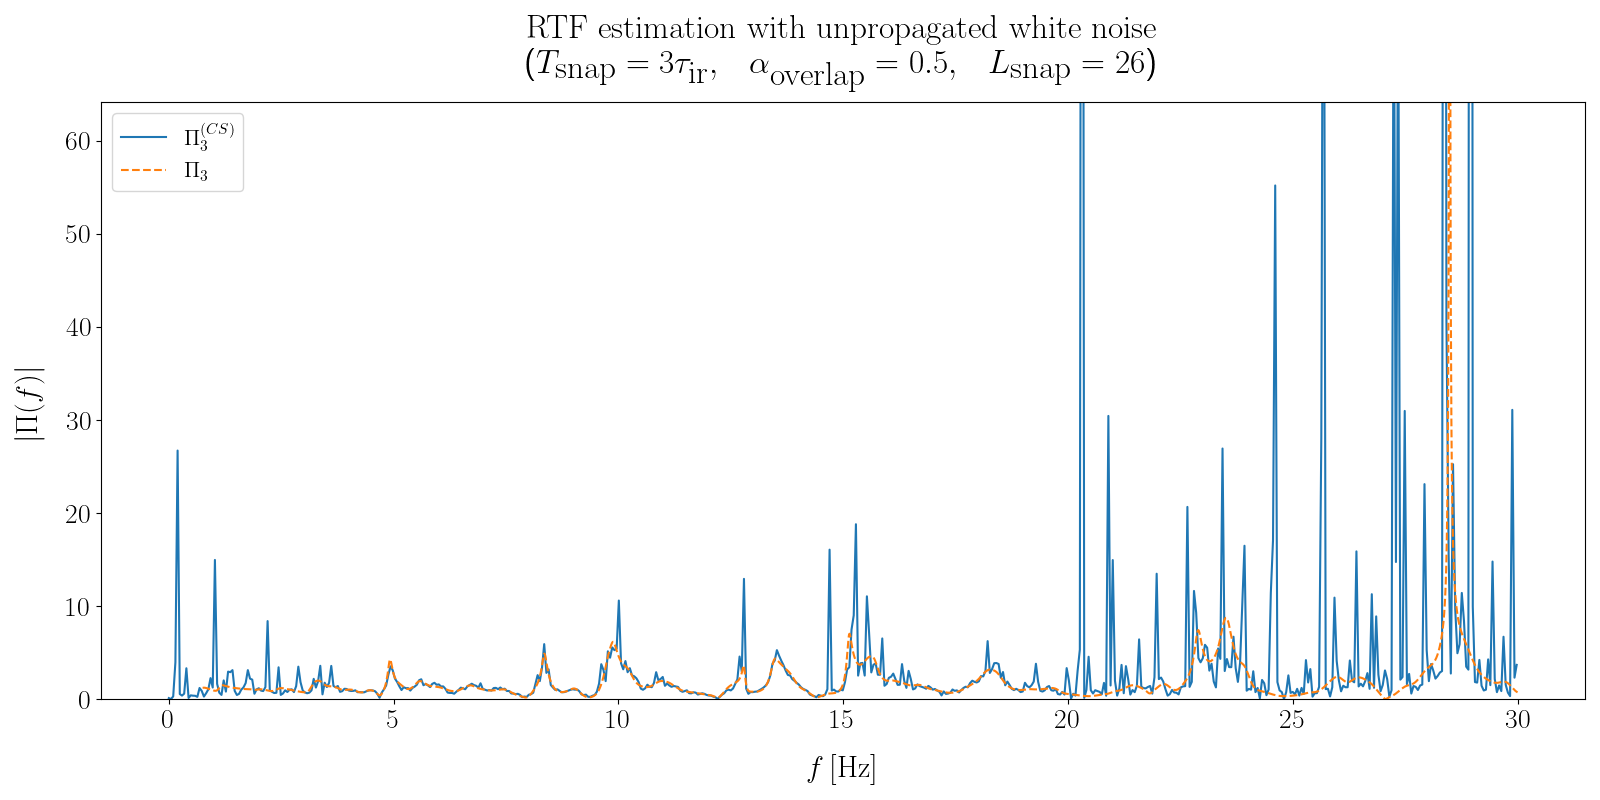 RTF estimation with unpropagated white noise
(T_snap = 3τ_ir,   α_overlap = 0.5,   L_snap = 26)
Π_3^(CS)
Π_3
60
50
40
30
20
10
0
|Π(f)|
0 5 10 15 20 25 30
f [Hz]